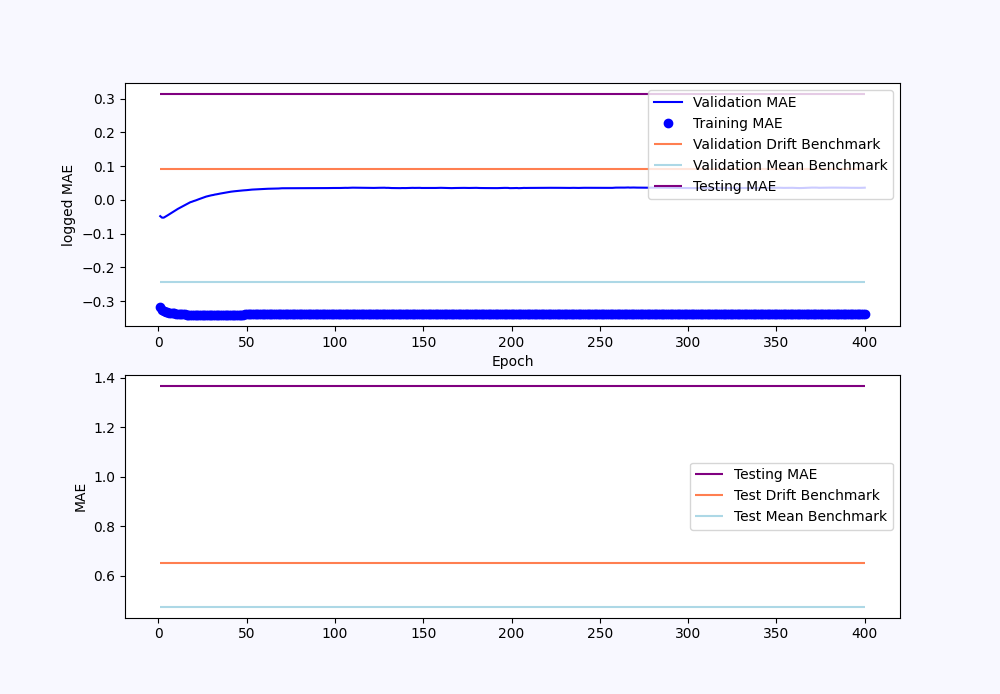 logged MAE
0.3
0.2
0.1
0.0
−0.1
−0.2
−0.3
Validation MAE
Training MAE
Validation Drift Benchmark
Validation Mean Benchmark
Testing MAE
0 50 100 150 200 250 300 350 400
Epoch
MAE
1.4
1.2
1.0
0.8
0.6
Testing MAE
Test Drift Benchmark
Test Mean Benchmark
0 50 100 150 200 250 300 350 400